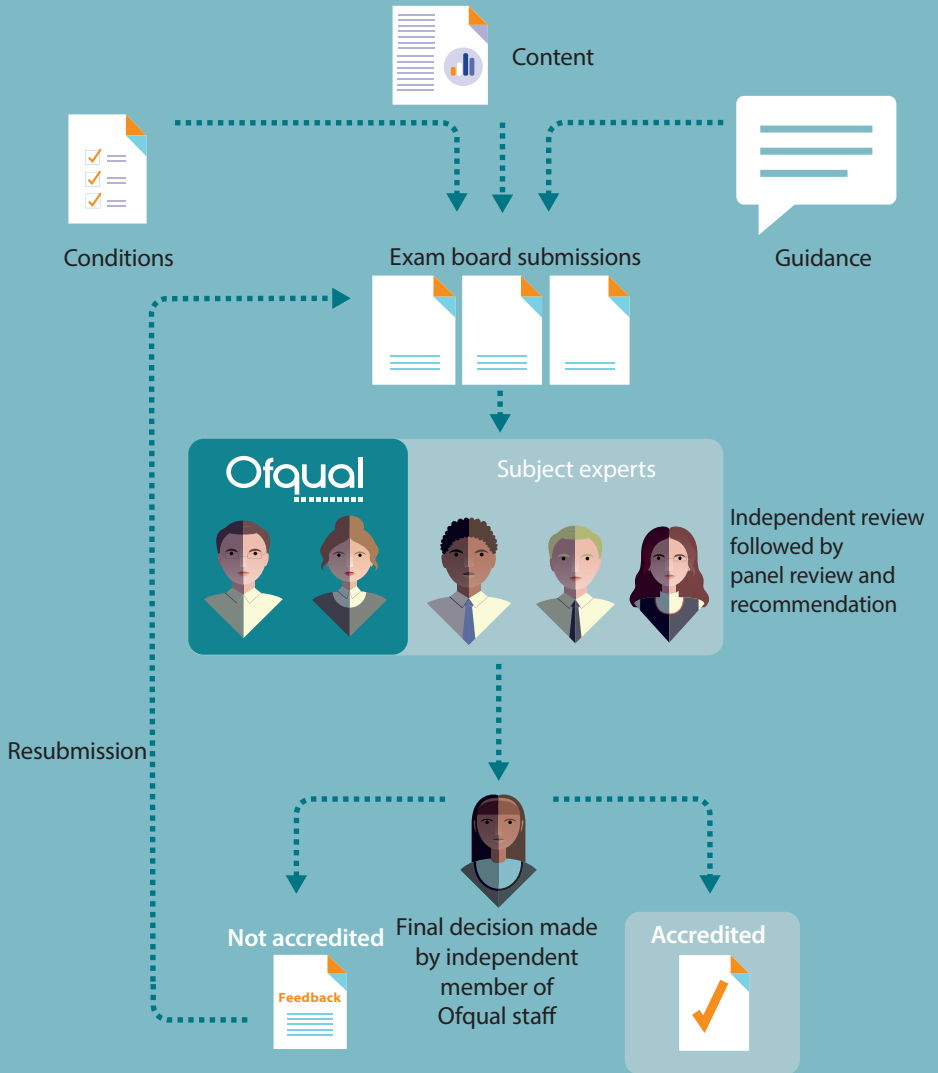 Content
Conditions
Guidance
Exam board submissions
Ofqual
Subject experts
Independent review
followed by
panel review and
recommendation
Resubmission
Not accredited
Feedback
Final decision made
by independent
member of
Ofqual staff
Accredited